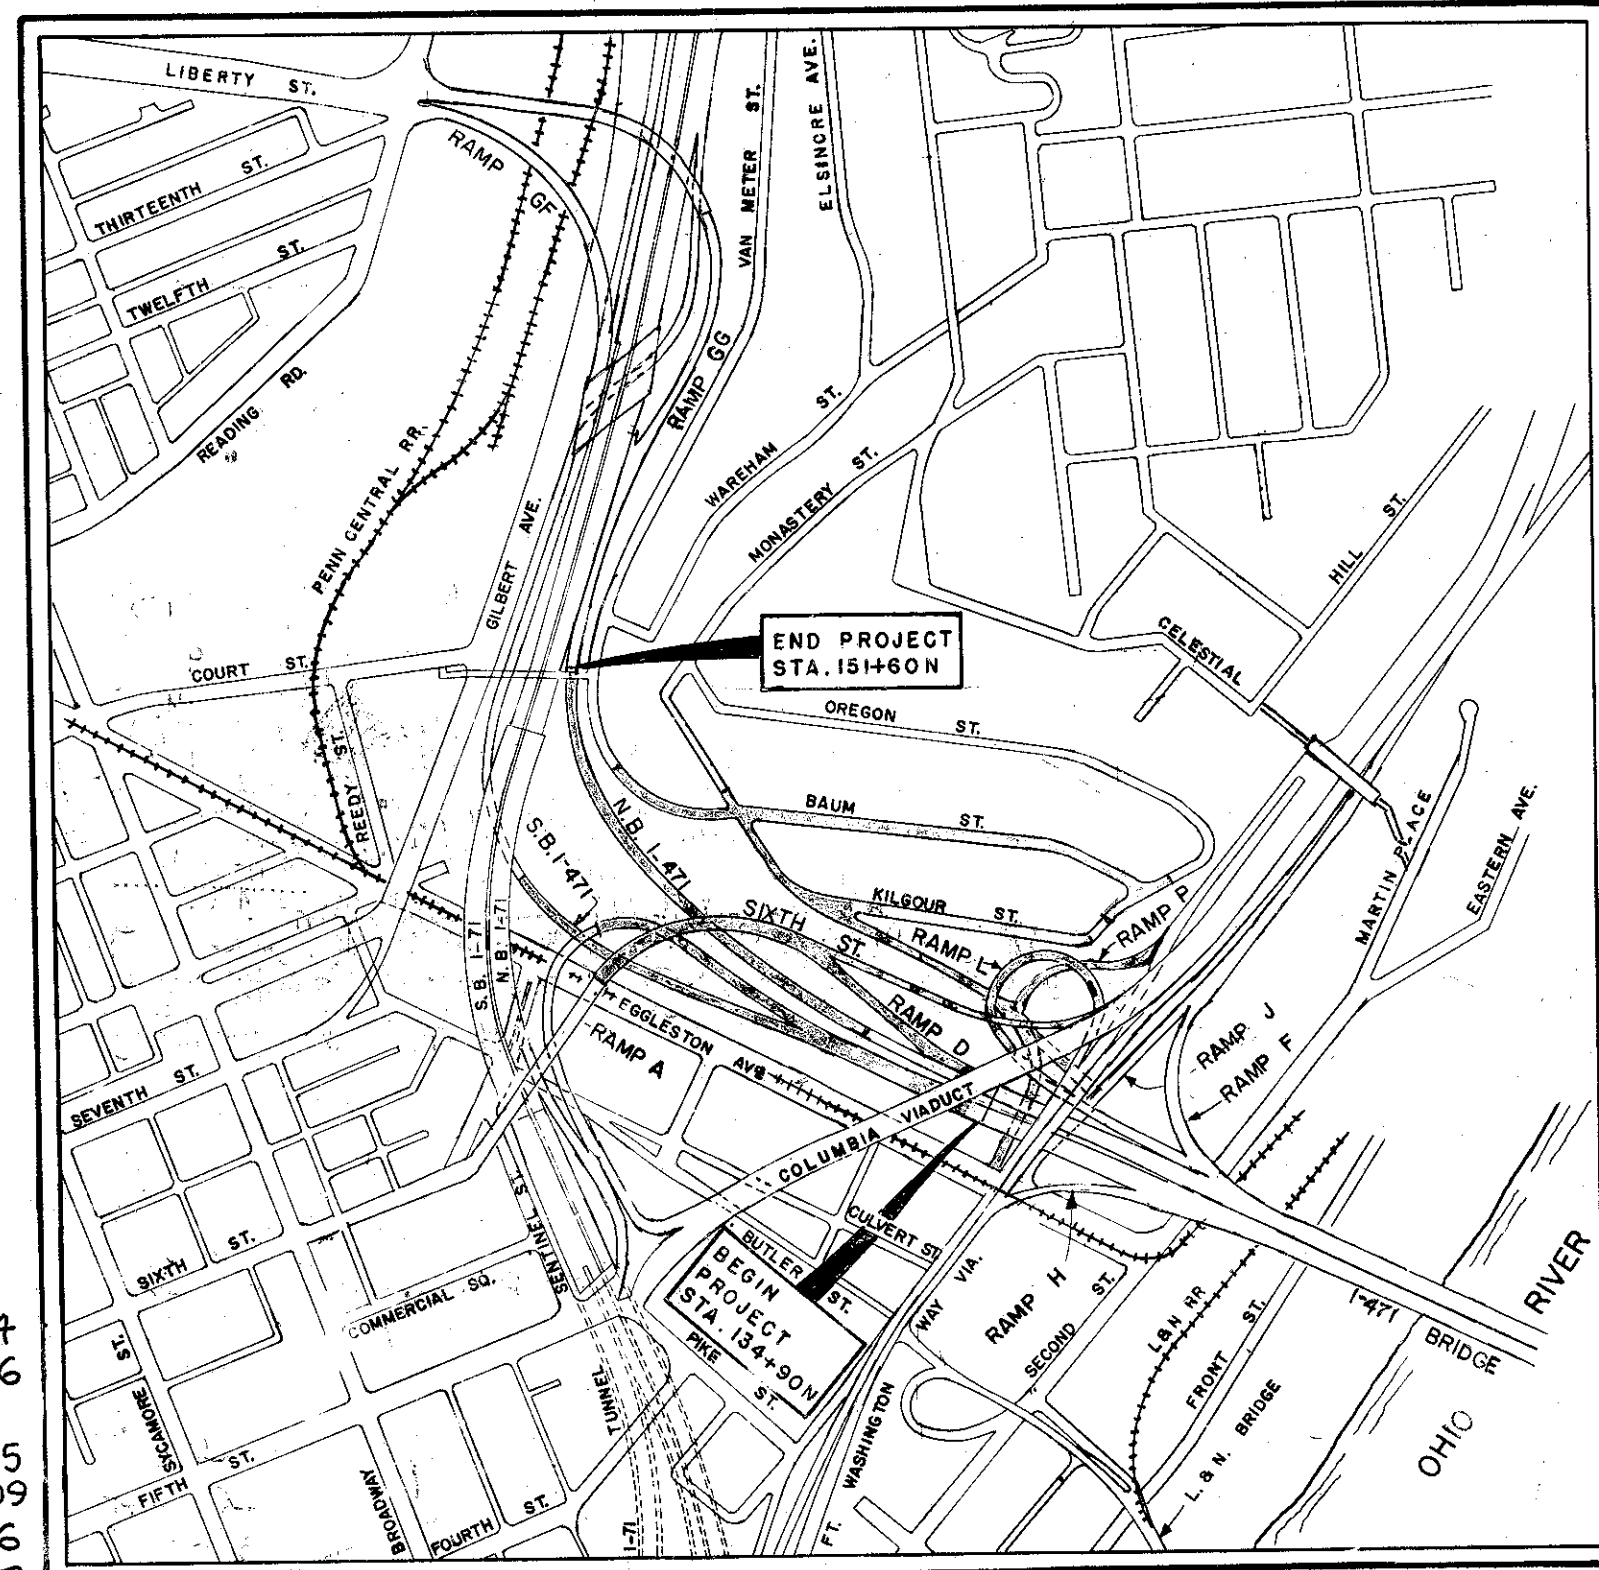 LIBERTY ST.
RAMP GF
THIRTEENTH ST.
TWELFTH ST.
READING RD.
PENN CENTRAL RR.
GILBERT AVE.
VAN METER ST.
ELSINCRE AVE.
RAMP GG
WAREHAM ST.
MONASTERY ST.
HILL ST.
CELESTIAL
END PROJECT
STA. 151+60N
COURT ST.
REEDY ST.
OREGON ST.
BAUM ST.
KILGOUR ST.
MARTIN PLACE
EASTERN AVE.
S.B. I-471
N.B. I-471
SIXTH ST.
RAMP L
RAMP P
RAMP D
S.B. I-71
N.B. I-71
EGGLESTON AVE
RAMP A
RAMP J
RAMP F
COLUMBIA VIADUCT
SEVENTH ST.
SIXTH ST.
COMMERCIAL SQ.
SENTINEL ST.
CULVERT ST.
BUTLER ST.
BEGIN
PROJECT
STA. 134+90N
PIKE ST.
FT. WASHINGTON WAY VIA.
RAMP H
SECOND ST.
L&N RR
FRONT ST.
L. & N. BRIDGE
I-471 BRIDGE
OHIO RIVER
SYCAMORE ST.
FIFTH ST.
BROADWAY
FOURTH ST.
TUNNEL
I-71
6
5
09
6